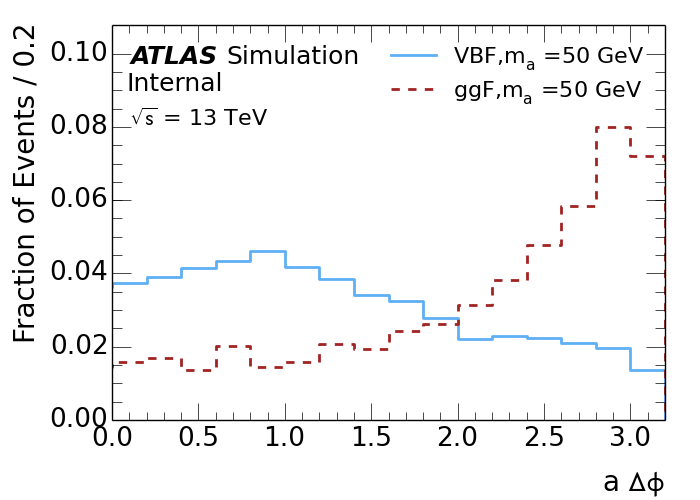 ATLAS Simulation
Internal
√s = 13 TeV
VBF,mₐ =50 GeV
ggF,mₐ =50 GeV
Fraction of Events / 0.2
0.10
0.08
0.06
0.04
0.02
0.00
0.0 0.5 1.0 1.5 2.0 2.5 3.0
a Δϕ